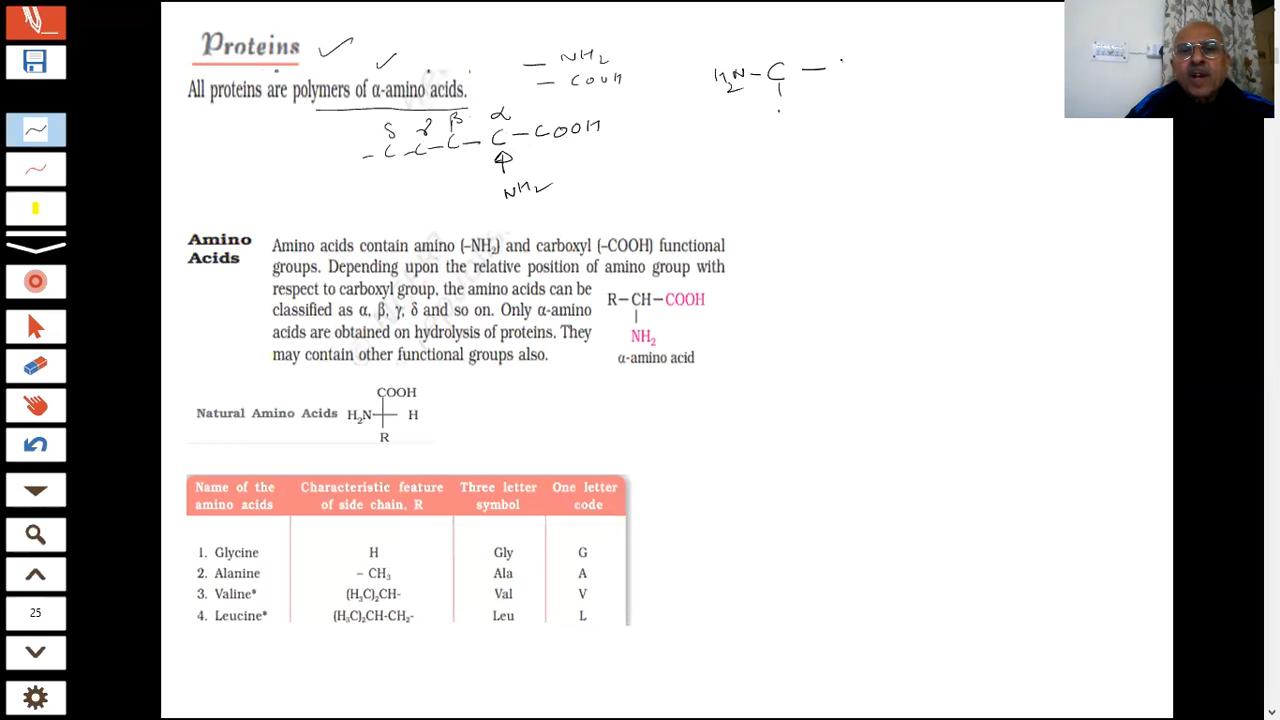 Proteins
— NH2
— COOH
H2N — C —
All proteins are polymers of α-amino acids.
δ γ β α
– C – C – C – C – COOH
NH2
Amino Acids
Amino acids contain amino (–NH2) and carboxyl (–COOH) functional
groups. Depending upon the relative position of amino group with
respect to carboxyl group, the amino acids can be
classified as α, β, γ, δ and so on. Only α-amino
acids are obtained on hydrolysis of proteins. They
may contain other functional groups also.
R–CH–COOH
NH2
α-amino acid
COOH
Natural Amino Acids H2N H
R
Name of the amino acids Characteristic feature of side chain, R Three letter symbol One letter code
1. Glycine H Gly G
2. Alanine – CH3 Ala A
3. Valine* (H3C)2CH- Val V
4. Leucine* (H3C)2CH-CH2- Leu L
25